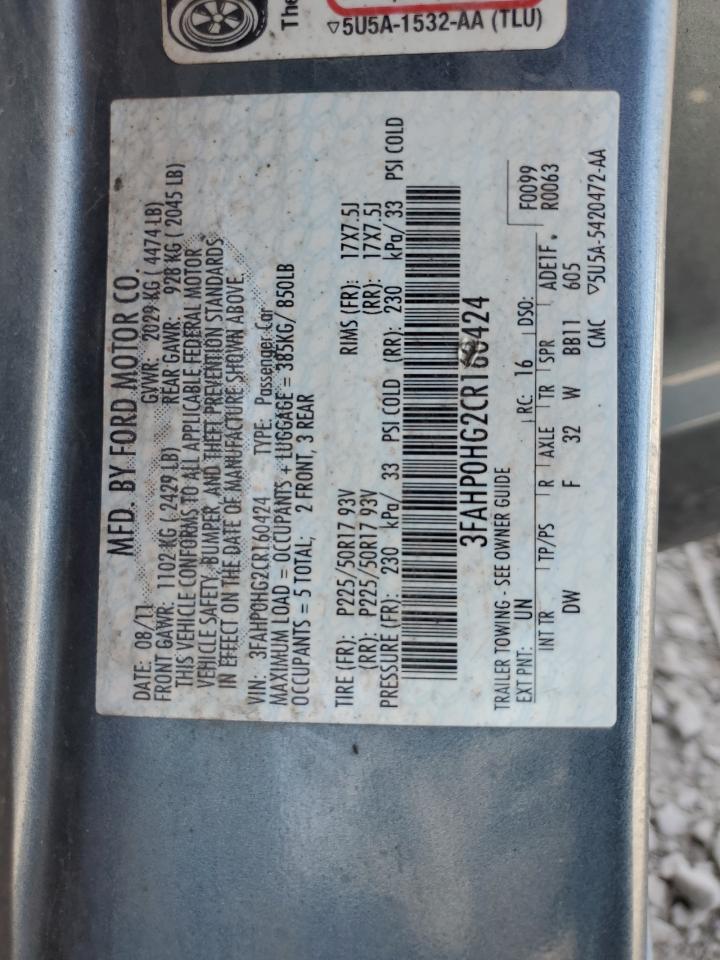 The
▽5U5A-1532-AA (TLU)
MFD. BY FORD MOTOR CO.
DATE: 08/11 GVWR: 2029 KG ( 4474 LB)
FRONT GAWR: 1102 KG ( 2429 LB) REAR GAWR: 928 KG ( 2045 LB)
THIS VEHICLE CONFORMS TO ALL APPLICABLE FEDERAL MOTOR
VEHICLE SAFETY, BUMPER, AND THEFT PREVENTION STANDARDS
IN EFFECT ON THE DATE OF MANUFACTURE SHOWN ABOVE.
VIN: 3FAHP0HG2CR160424 TYPE: Passenger Car
MAXIMUM LOAD = OCCUPANTS + LUGGAGE = 385KG/ 850LB
OCCUPANTS = 5 TOTAL; 2 FRONT, 3 REAR
TIRE (FR): P225/50R17 93V RIMS (FR): 17X7.5J
(RR): P225/50R17 93V (RR): 17X7.5J
PRESSURE (FR): 230 kPa/ 33 PSI COLD (RR): 230 kPa/ 33 PSI COLD
3FAHP0HG2CR160424
TRAILER TOWING - SEE OWNER GUIDE F0099
EXT PNT: UN RC: 16 DSO: R0063
INT TR TP/PS R AXLE TR SPR ADE1F.
DW F 32 W BB11 605
CMC ▽5U5A-5420472-AA